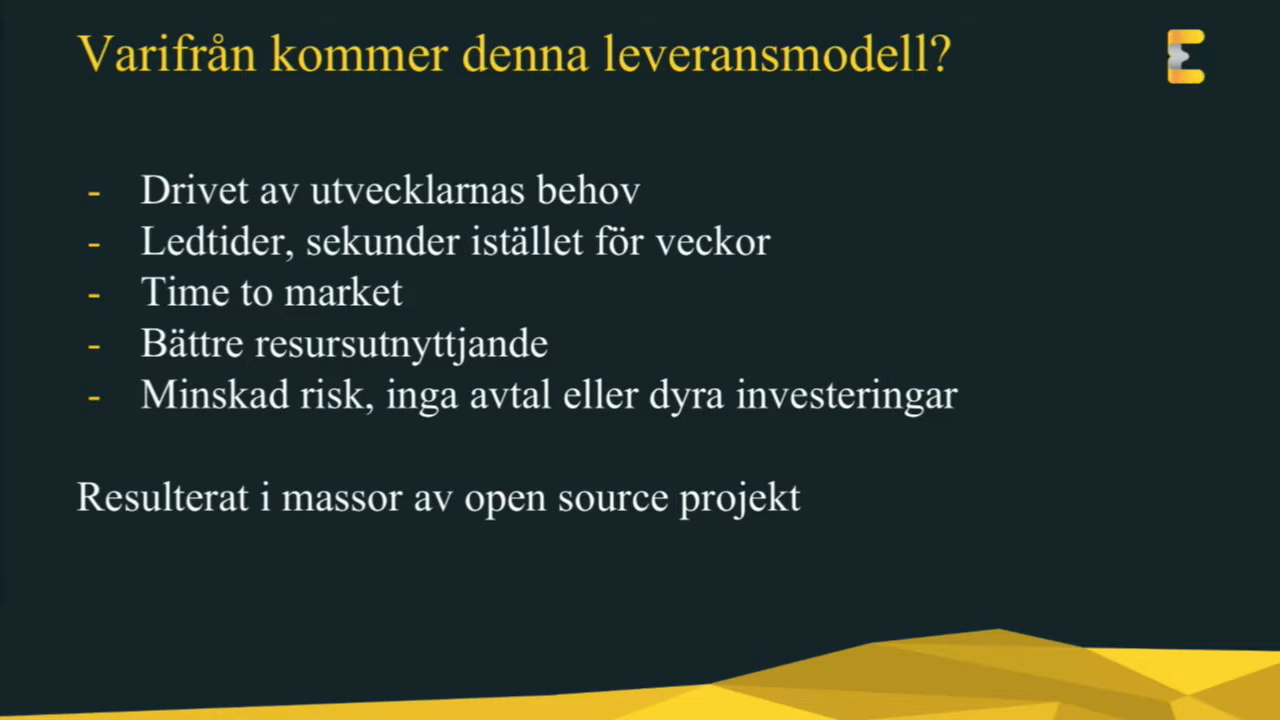 Varifrån kommer denna leveransmodell?
- Drivet av utvecklarnas behov
- Ledtider, sekunder istället för veckor
- Time to market
- Bättre resursutnyttjande
- Minskad risk, inga avtal eller dyra investeringar
Resulterat i massor av open source projekt